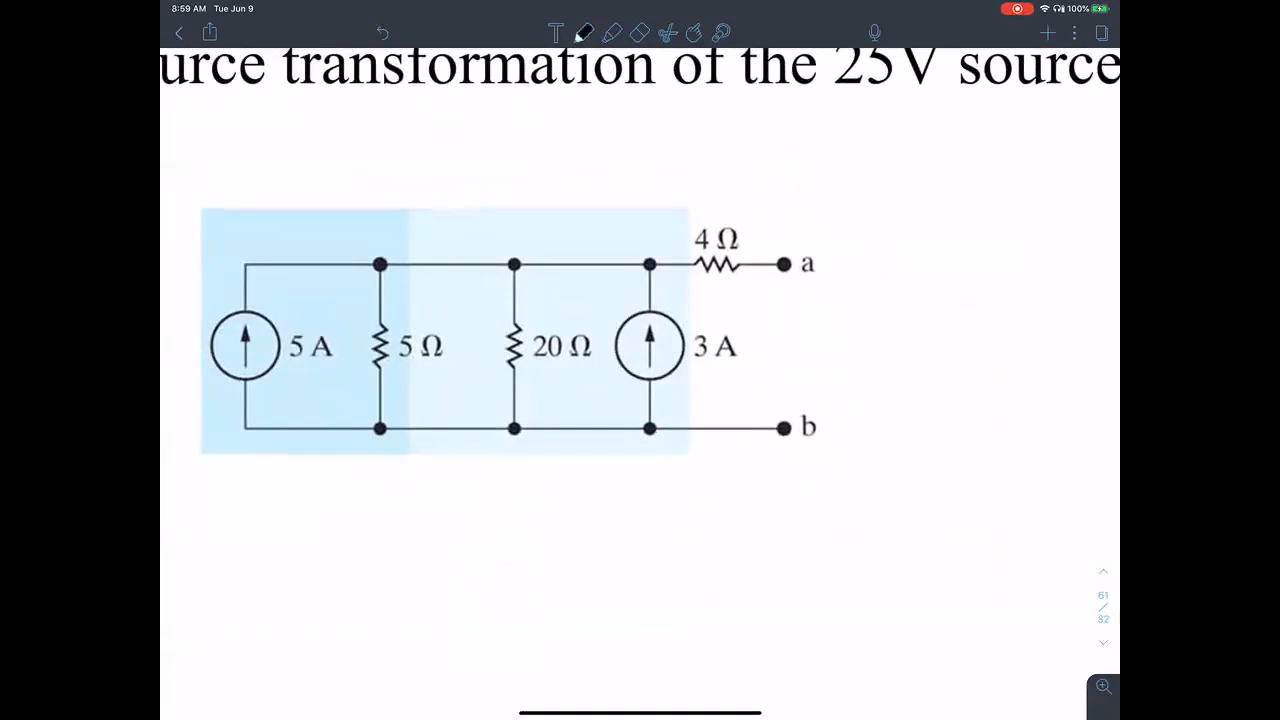 8:59 AM Tue Jun 9
100%
T
urce transformation of the 25V source
4 Ω
a
5 A
5 Ω
20 Ω
3 A
b
61
/
82